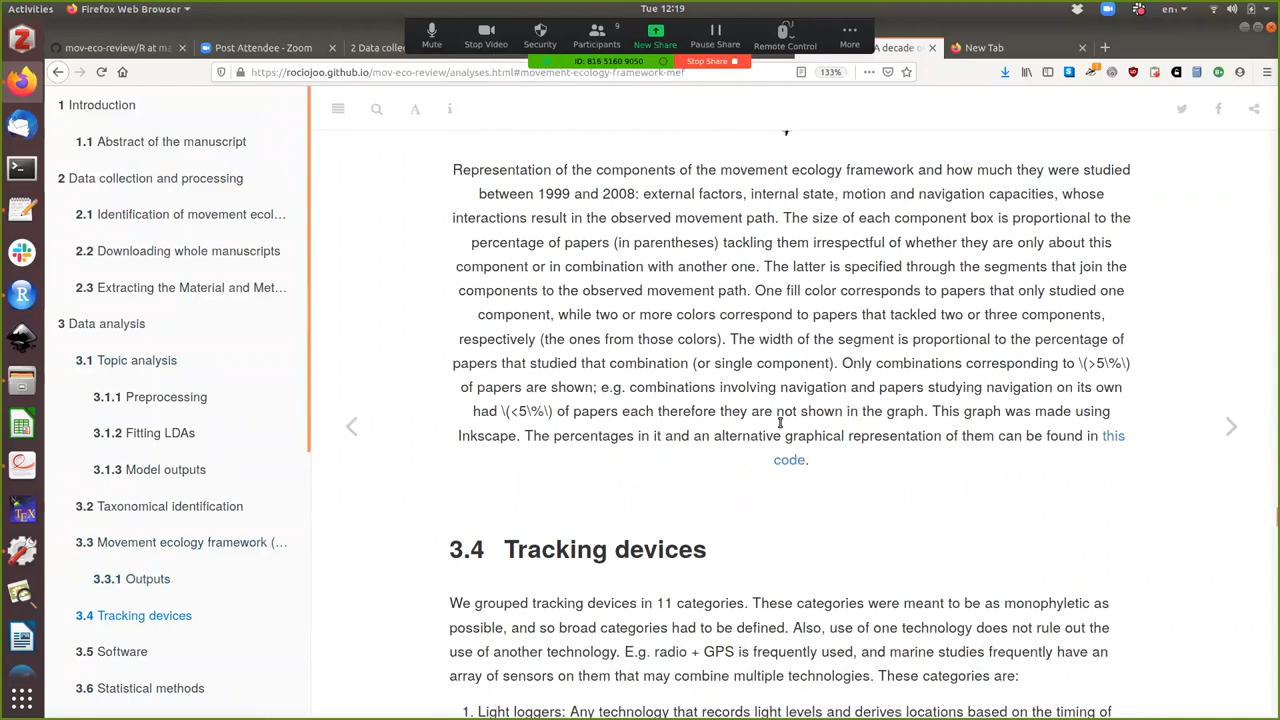 Activities
Firefox Web Browser
Tue 12:19
en
mov-eco-review/R at m
Post Attendee - Zoom
2 Data colle
A decade o
New Tab
Mute
Stop Video
Security
9
Participants
New Share
Pause Share
Remote Control
More
ID: 816 5160 9050
Stop Share
https://rociojoo.github.io/mov-eco-review/analyses.html#movement-ecology-framework-mef
133%
1 Introduction
1.1 Abstract of the manuscript
2 Data collection and processing
2.1 Identification of movement ecol...
2.2 Downloading whole manuscripts
2.3 Extracting the Material and Met...
3 Data analysis
3.1 Topic analysis
3.1.1 Preprocessing
3.1.2 Fitting LDAs
3.1.3 Model outputs
3.2 Taxonomical identification
3.3 Movement ecology framework (...
3.3.1 Outputs
3.4 Tracking devices
3.5 Software
3.6 Statistical methods
Representation of the components of the movement ecology framework and how much they were studied
between 1999 and 2008: external factors, internal state, motion and navigation capacities, whose
interactions result in the observed movement path. The size of each component box is proportional to the
percentage of papers (in parentheses) tackling them irrespectful of whether they are only about this
component or in combination with another one. The latter is specified through the segments that join the
components to the observed movement path. One fill color corresponds to papers that only studied one
component, while two or more colors correspond to papers that tackled two or three components,
respectively (the ones from those colors). The width of the segment is proportional to the percentage of
papers that studied that combination (or single component). Only combinations corresponding to \(>5\%\)
of papers are shown; e.g. combinations involving navigation and papers studying navigation on its own
had \(<5\%\) of papers each therefore they are not shown in the graph. This graph was made using
Inkscape. The percentages in it and an alternative graphical representation of them can be found in this
code.
3.4 Tracking devices
We grouped tracking devices in 11 categories. These categories were meant to be as monophyletic as
possible, and so broad categories had to be defined. Also, use of one technology does not rule out the
use of another technology. E.g. radio + GPS is frequently used, and marine studies frequently have an
array of sensors on them that may combine multiple technologies. These categories are:
1. Light loggers: Any technology that records light levels and derives locations based on the timing of